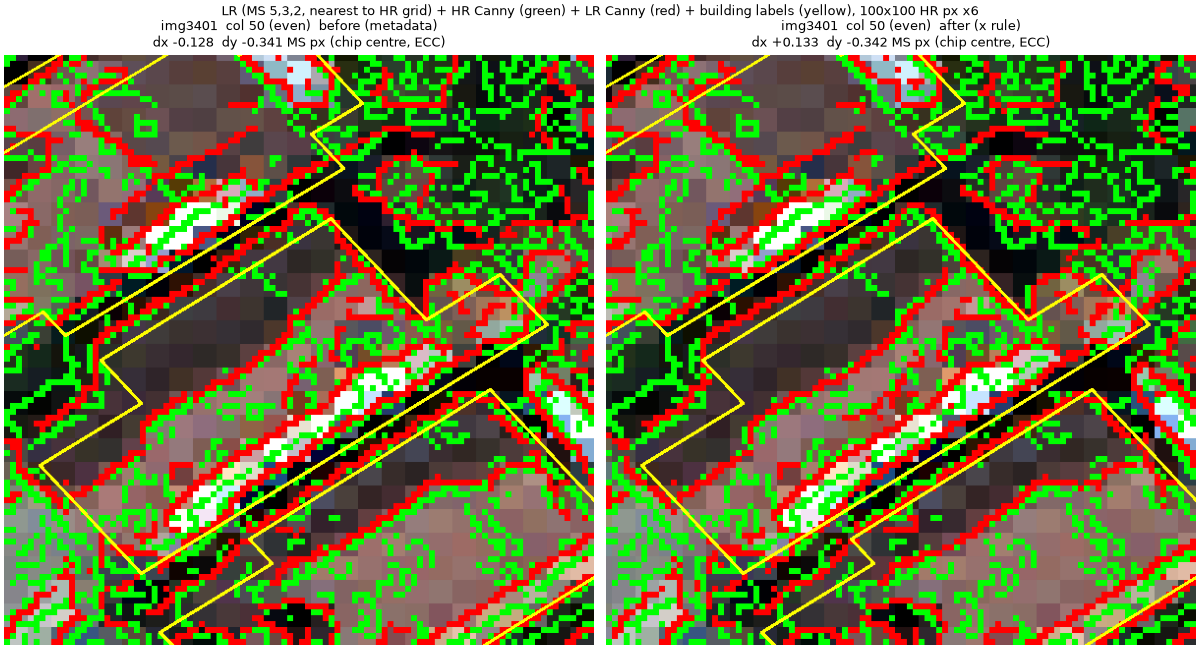 LR (MS 5,3,2, nearest to HR grid) + HR Canny (green) + LR Canny (red) + building labels (yellow), 100x100 HR px x6
img3401  col 50 (even)  before (metadata)
dx -0.128  dy -0.341 MS px (chip centre, ECC)
img3401  col 50 (even)  after (x rule)
dx +0.133  dy -0.342 MS px (chip centre, ECC)